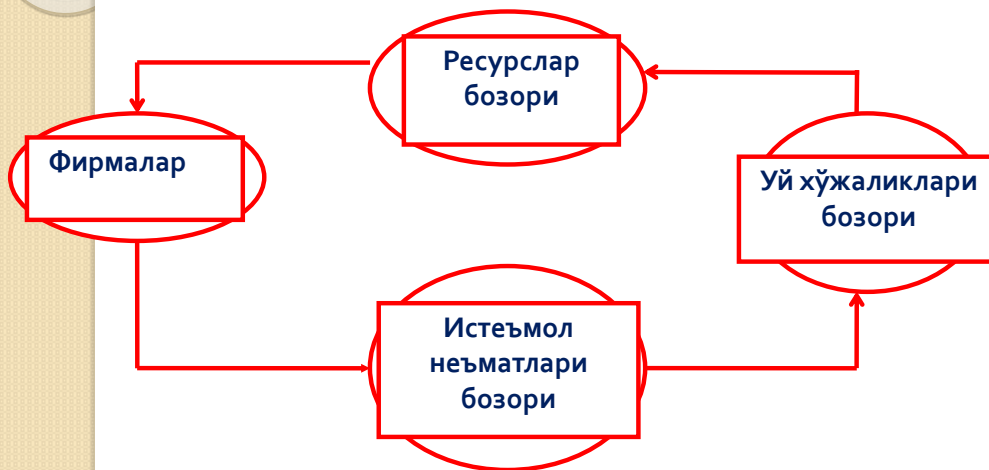 Ресурслар
бозори
Фирмалар
Уй хўжаликлари
бозори
Истеъмол
неъматлари
бозори